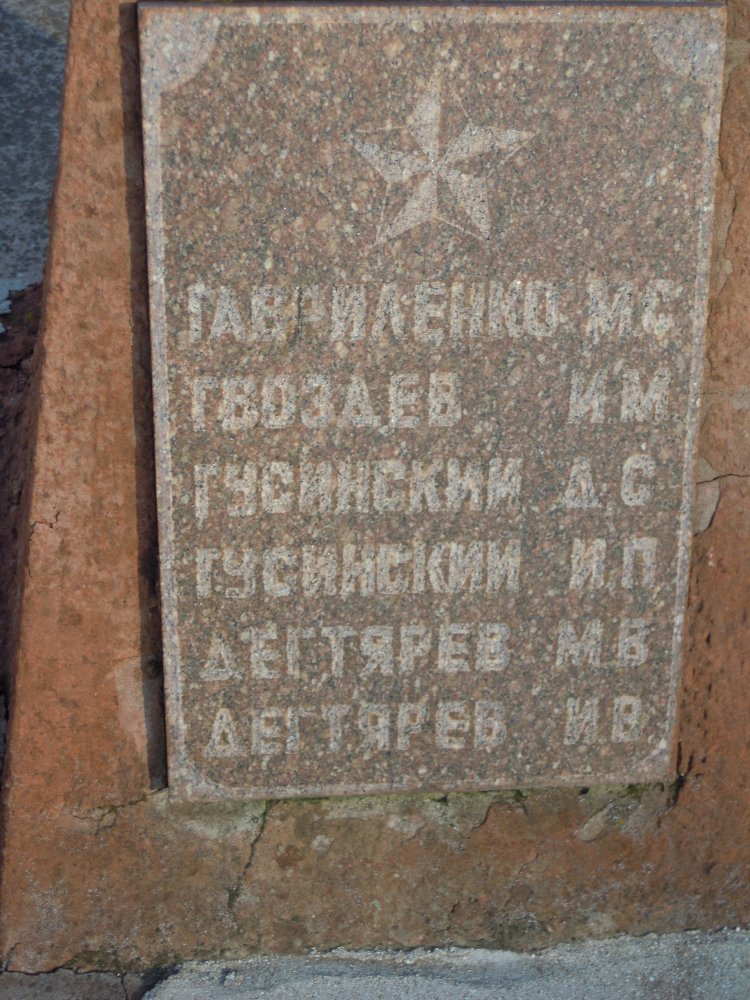 ГАВРИЛЕНКО М.С
ГВОЗДЕВ И.М
ГУСИНСКИЙ Д.С
ГУСИНСКИЙ И.П
ДЕГТЯРЕВ М.Б
ДЕГТЯРЕВ И.В